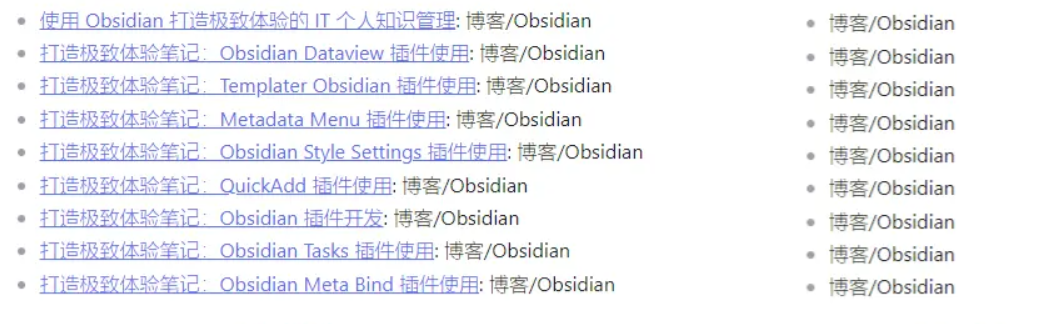 使用 Obsidian 打造极致体验的 IT 个人知识管理: 博客/Obsidian
打造极致体验笔记：Obsidian Dataview 插件使用: 博客/Obsidian
打造极致体验笔记：Templater Obsidian 插件使用: 博客/Obsidian
打造极致体验笔记：Metadata Menu 插件使用: 博客/Obsidian
打造极致体验笔记：Obsidian Style Settings 插件使用: 博客/Obsidian
打造极致体验笔记：QuickAdd 插件使用: 博客/Obsidian
打造极致体验笔记：Obsidian 插件开发: 博客/Obsidian
打造极致体验笔记：Obsidian Tasks 插件使用: 博客/Obsidian
打造极致体验笔记：Obsidian Meta Bind 插件使用: 博客/Obsidian
博客/Obsidian
博客/Obsidian
博客/Obsidian
博客/Obsidian
博客/Obsidian
博客/Obsidian
博客/Obsidian
博客/Obsidian
博客/Obsidian